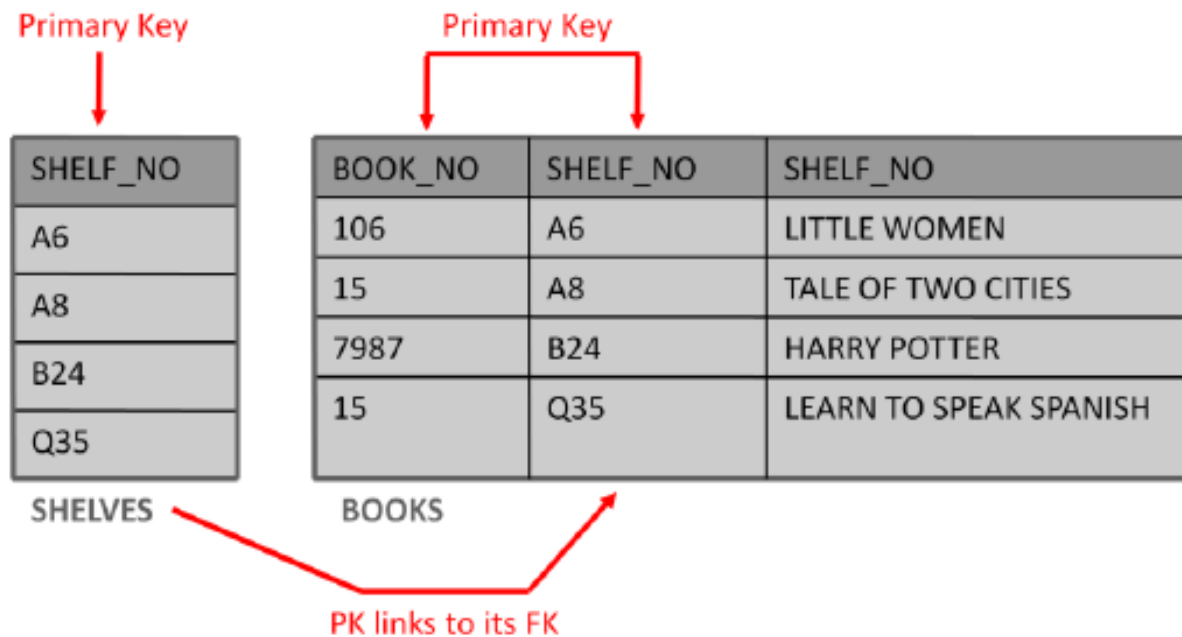 Primary Key
Primary Key
SHELF_NO
A6
A8
B24
Q35
SHELVES
BOOK_NO SHELF_NO SHELF_NO
106 A6 LITTLE WOMEN
15 A8 TALE OF TWO CITIES
7987 B24 HARRY POTTER
15 Q35 LEARN TO SPEAK SPANISH
BOOKS
PK links to its FK